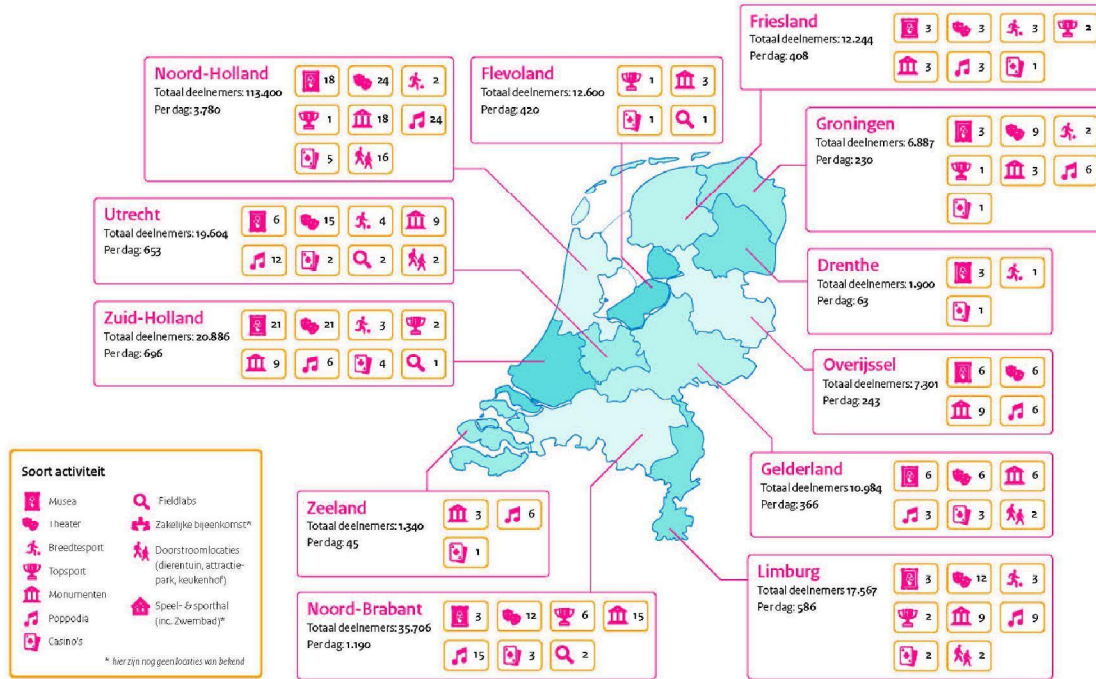 Friesland
Totaal deelnemers: 12.244
Per dag: 408
3 3 3 2
3 3 1
Noord-Holland
Totaal deelnemers: 113.400
Per dag: 3.780
18 24 2
1 18 24
5 16
Flevoland
Totaal deelnemers: 12.600
Per dag: 420
1 3
1 1
Groningen
Totaal deelnemers: 6.887
Per dag: 230
3 9 2
1 3 6
1
Utrecht
Totaal deelnemers: 19.604
Per dag: 653
6 15 4 9
12 2 2 2
Drenthe
Totaal deelnemers: 1.900
Per dag: 63
3 1
1
Zuid-Holland
Totaal deelnemers: 20.886
Per dag: 696
21 21 3 2
9 6 4 1
Overijssel
Totaal deelnemers: 7.301
Per dag: 243
6 6
9 6
Gelderland
Totaal deelnemers 10.984
Per dag: 366
6 6 6
3 3 2
Zeeland
Totaal deelnemers: 1.340
Per dag: 45
3 6
1
Limburg
Totaal deelnemers 17.567
Per dag: 586
3 12 3
2 9 9
2 2
Noord-Brabant
Totaal deelnemers: 35.706
Per dag: 1.190
3 12 6 15
15 3 2
Soort activiteit
Musea
Theater
Breedtesport
Topsport
Monumenten
Poppodia
Casino's
Fieldlabs
Zakelijke bijeenkomst*
Doorstroomlocaties
(dierentuin, attractie-
park, keukenhof)
Speel- & sporthal
(inc. Zwembad)*
* hier zijn nog geen locaties van bekend